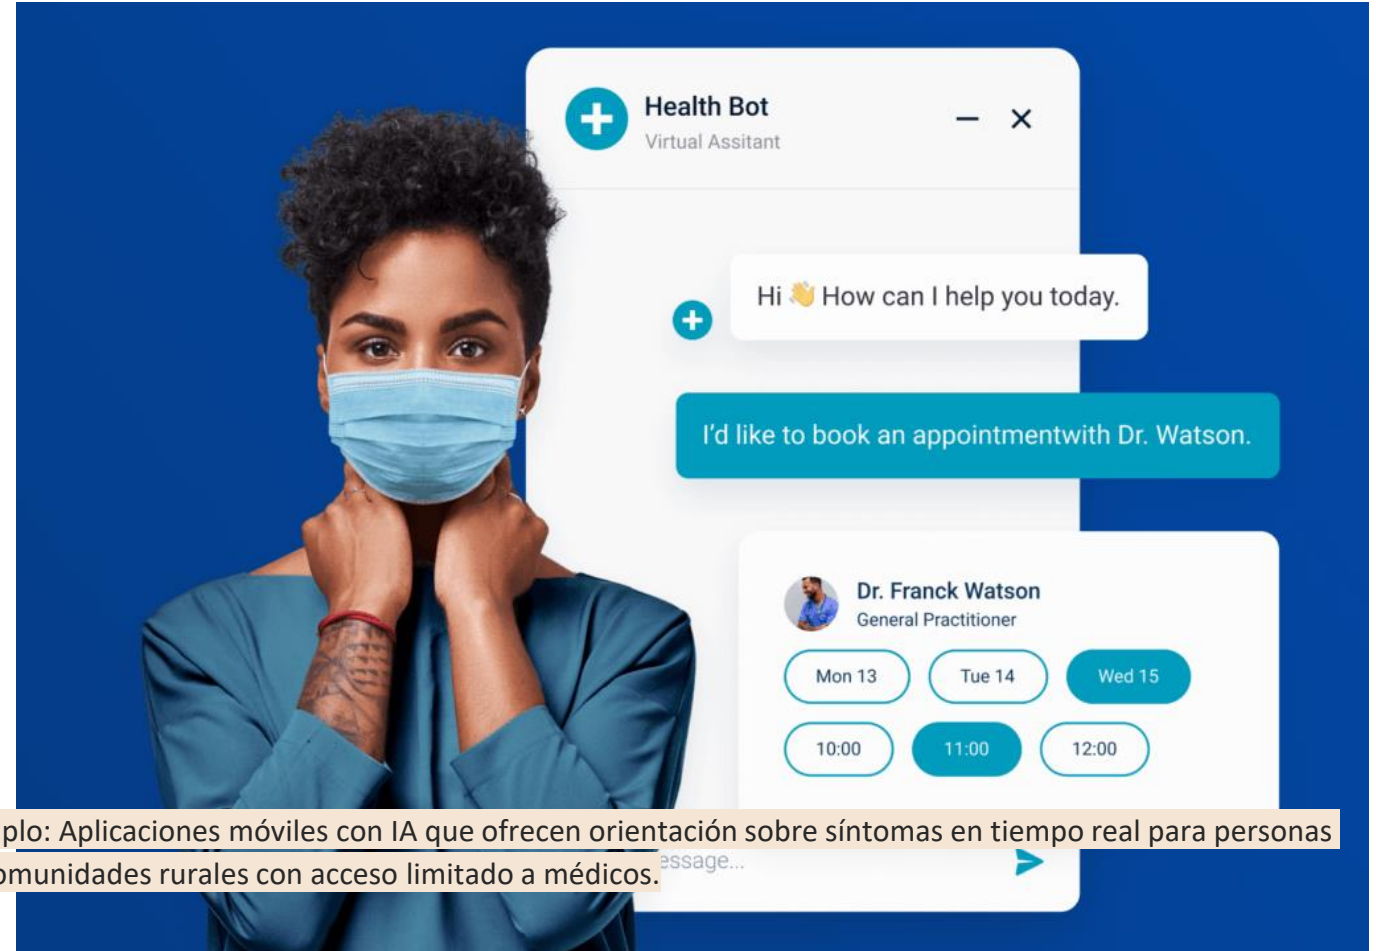 Health Bot
Virtual Assitant
Hi 👋 How can I help you today.
I'd like to book an appointmentwith Dr. Watson.
Dr. Franck Watson
General Practitioner
Mon 13 Tue 14 Wed 15
10:00 11:00 12:00
plo: Aplicaciones móviles con IA que ofrecen orientación sobre síntomas en tiempo real para personas
omunidades rurales con acceso limitado a médicos.
essage...